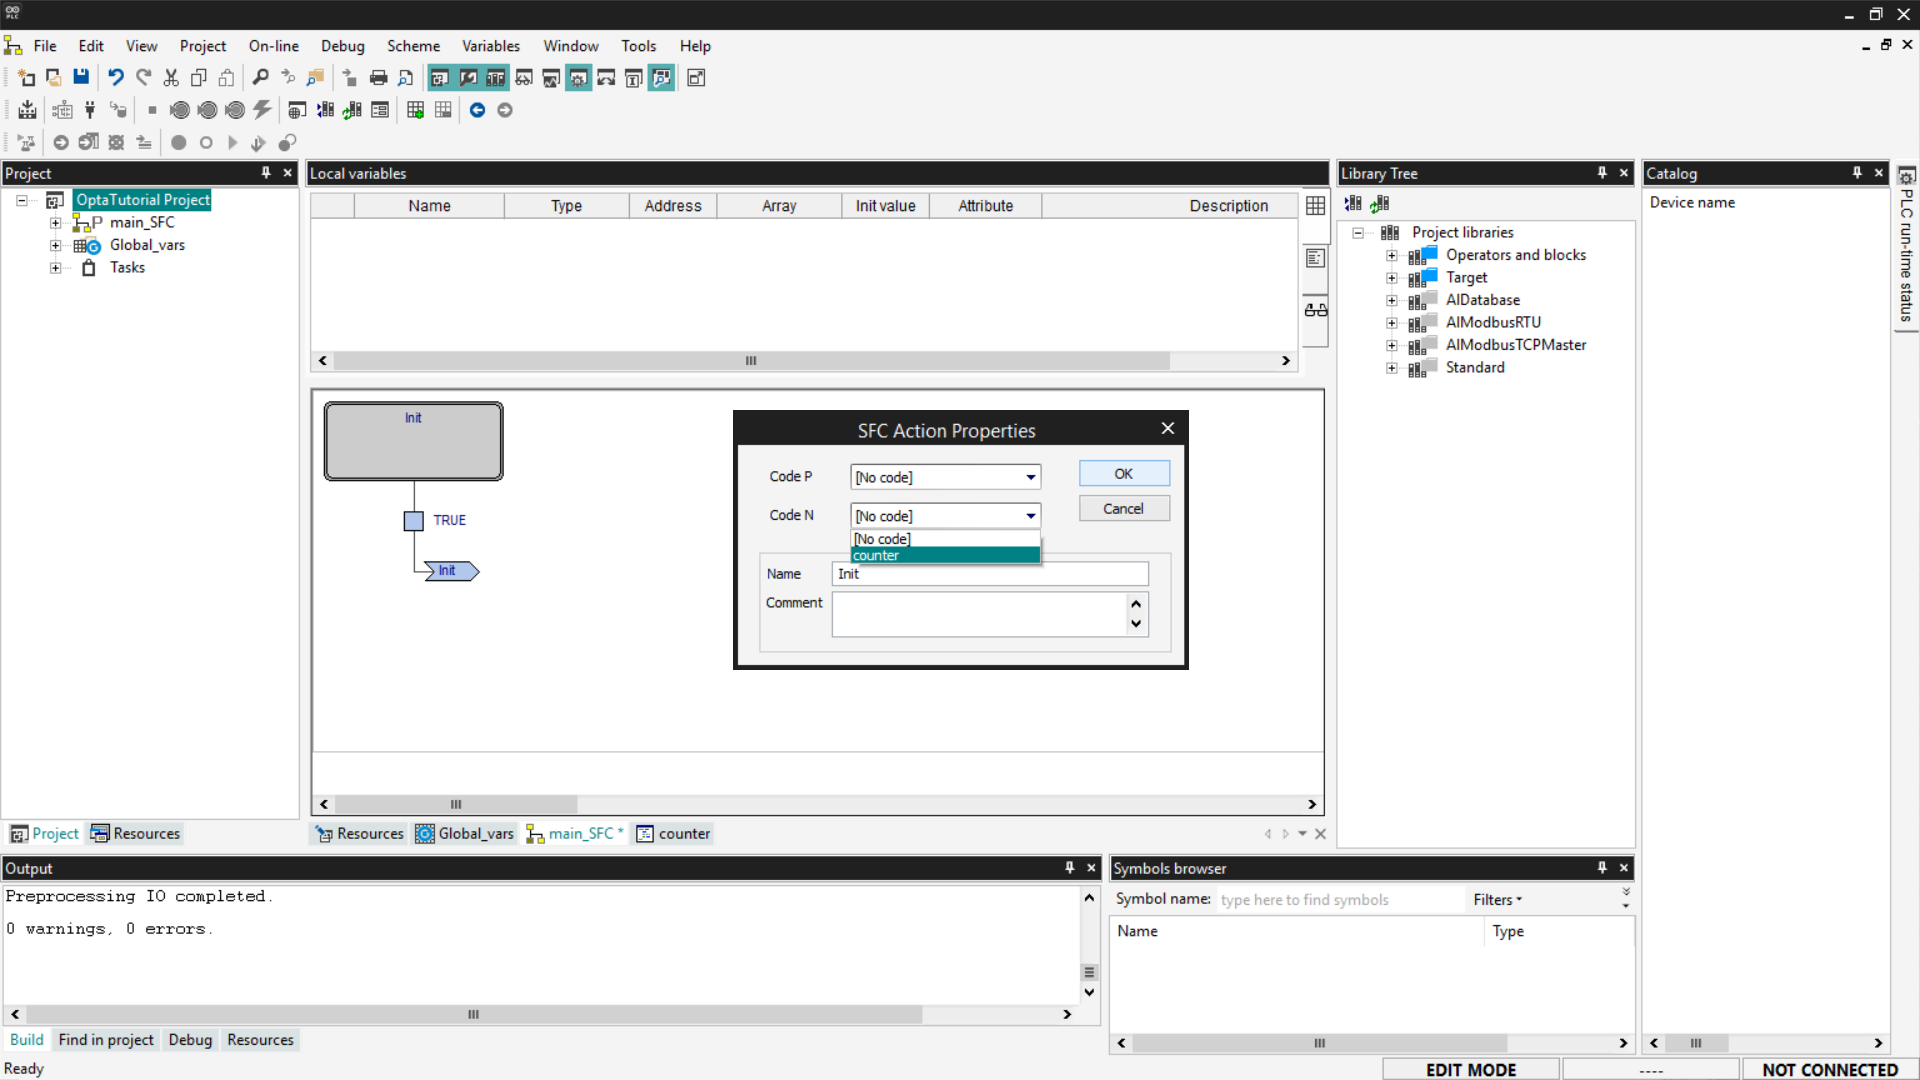 PLC
File Edit View Project On-line Debug Scheme Variables Window Tools Help
Project
OptaTutorial Project
main_SFC
Global_vars
Tasks
Project Resources
Local variables
Name Type Address Array Init value Attribute Description
Init
TRUE
Init
SFC Action Properties
Code P [No code] OK
Code N [No code] Cancel
[No code]
counter
Name Init
Comment
Resources Global_vars main_SFC * counter
Library Tree
Project libraries
Operators and blocks
Target
AIDatabase
AIModbusRTU
AIModbusTCPMaster
Standard
Catalog
Device name
PLC run-time status
Output
Preprocessing IO completed.
0 warnings, 0 errors.
Build Find in project Debug Resources
Symbols browser
Symbol name: type here to find symbols Filters
Name Type
Ready EDIT MODE ---- NOT CONNECTED